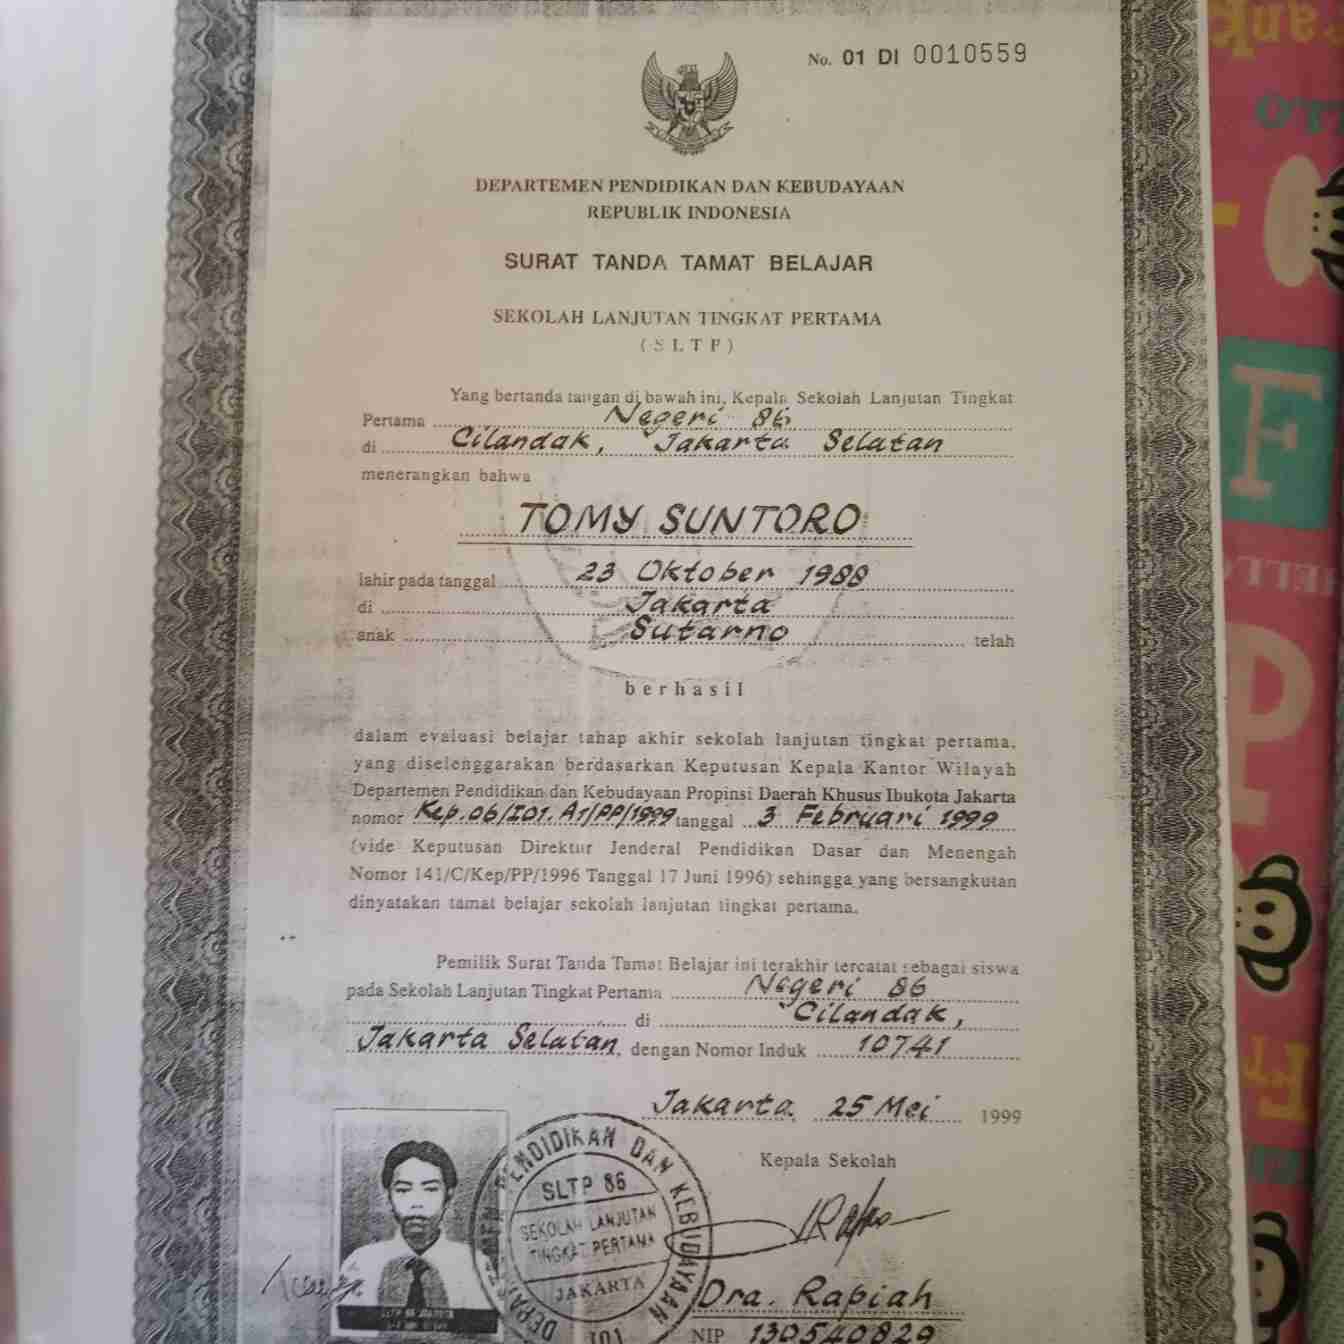 No. 01 DI 0010559
DEPARTEMEN PENDIDIKAN DAN KEBUDAYAAN
REPUBLIK INDONESIA
SURAT TANDA TAMAT BELAJAR
SEKOLAH LANJUTAN TINGKAT PERTAMA
(SLTP)
Yang bertanda tangan di bawah ini, Kepala Sekolah Lanjutan Tingkat
Pertama Negeri 86
di Cilandak, Jakarta Selatan
menerangkan bahwa
TOMY SUNTORO
lahir pada tanggal 23 Oktober 1988
di Jakarta
anak Sutarno telah
berhasil
dalam evaluasi belajar tahap akhir sekolah lanjutan tingkat pertama,
yang diselenggarakan berdasarkan Keputusan Kepala Kantor Wilayah
Departemen Pendidikan dan Kebudayaan Propinsi Daerah Khusus Ibukota Jakarta
nomor Kep.06/I01.A1/PP/1999 tanggal 3 Februari 1999
(vide Keputusan Direktur Jenderal Pendidikan Dasar dan Menengah
Nomor 141/C/Kep/PP/1996 Tanggal 17 Juni 1996) sehingga yang bersangkutan
dinyatakan tamat belajar sekolah lanjutan tingkat pertama.
Pemilik Surat Tanda Tamat Belajar ini terakhir tercatat sebagai siswa
pada Sekolah Lanjutan Tingkat Pertama Negeri 86
di Cilandak,
Jakarta Selatan, dengan Nomor Induk 10741
Jakarta, 25 Mei 1999
Kepala Sekolah
DEPARTEMEN PENDIDIKAN DAN KEBUDAYAAN
SLTP 86
SEKOLAH LANJUTAN
TINGKAT PERTAMA
JAKARTA
101
Dra. Rapiah
NIP 130540829